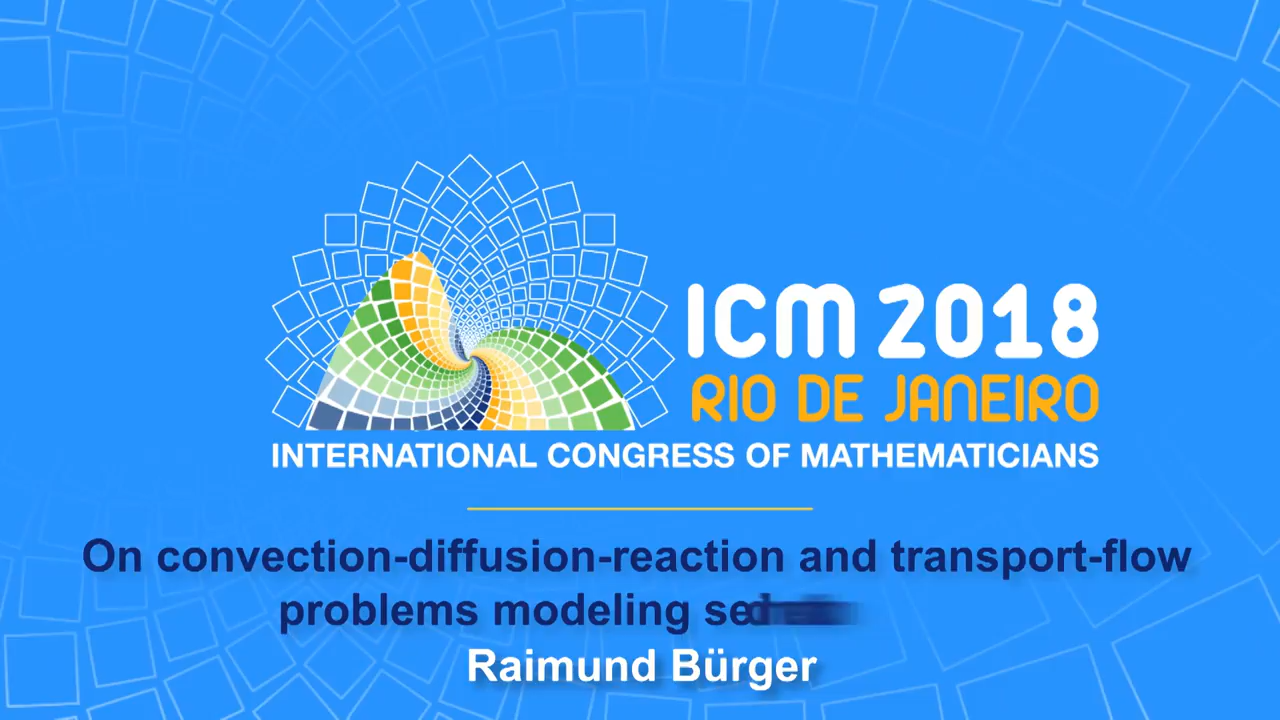 ICM 2018
RIO DE JANEIRO
INTERNATIONAL CONGRESS OF MATHEMATICIANS
On convection-diffusion-reaction and transport-flow
problems modeling
Raimund Bürger